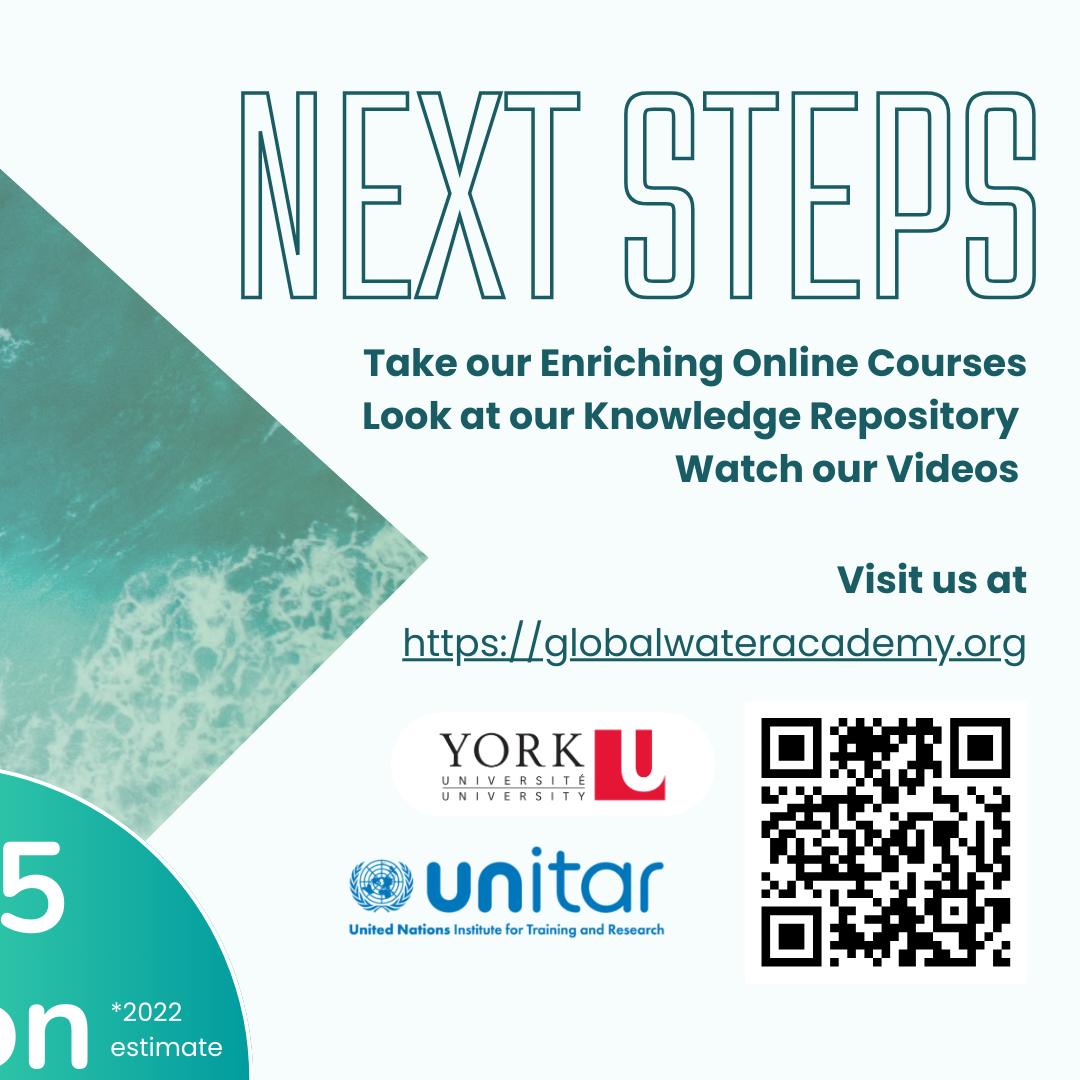 NEXT STEPS
Take our Enriching Online Courses
Look at our Knowledge Repository
Watch our Videos
Visit us at
https://globalwateracademy.org
YORK U
UNIVERSITÉ
UNIVERSITY
unitar
United Nations Institute for Training and Research
5
on
*2022
estimate